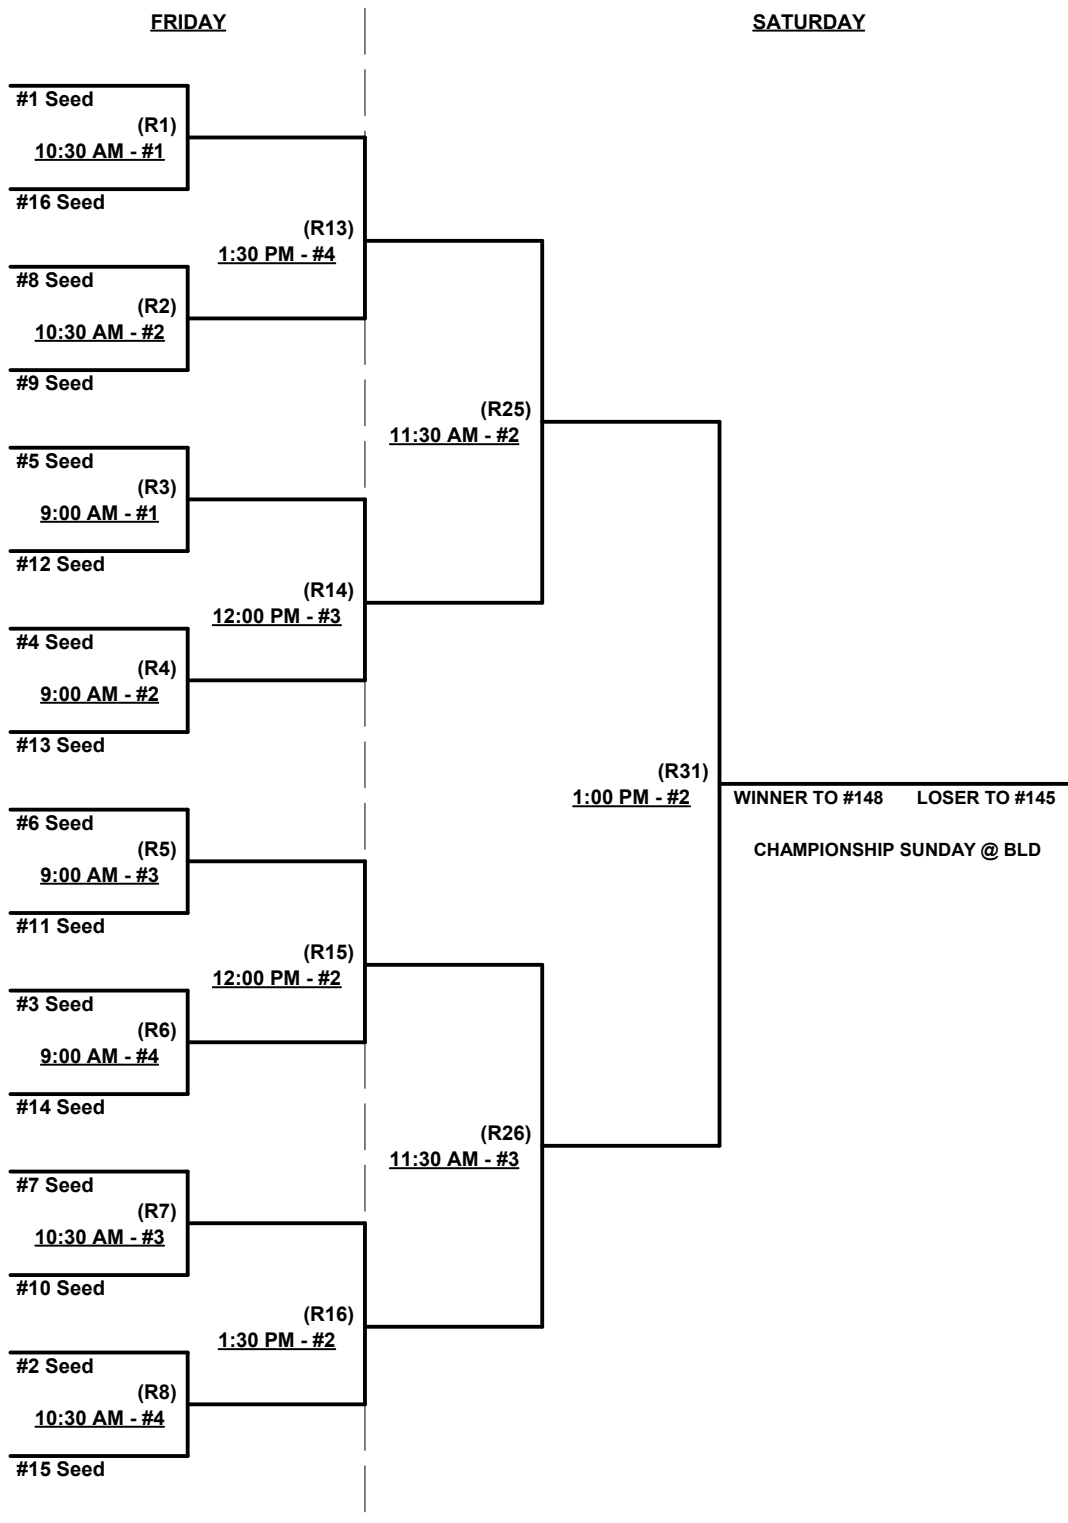 FRIDAY
SATURDAY
#1 Seed
(R1)
10:30 AM - #1
#16 Seed
(R13)
1:30 PM - #4
#8 Seed
(R2)
10:30 AM - #2
#9 Seed
(R25)
11:30 AM - #2
#5 Seed
(R3)
9:00 AM - #1
#12 Seed
(R14)
12:00 PM - #3
#4 Seed
(R4)
9:00 AM - #2
#13 Seed
(R31)
1:00 PM - #2
WINNER TO #148 LOSER TO #145
CHAMPIONSHIP SUNDAY @ BLD
#6 Seed
(R5)
9:00 AM - #3
#11 Seed
(R15)
12:00 PM - #2
#3 Seed
(R6)
9:00 AM - #4
#14 Seed
(R26)
11:30 AM - #3
#7 Seed
(R7)
10:30 AM - #3
#10 Seed
(R16)
1:30 PM - #2
#2 Seed
(R8)
10:30 AM - #4
#15 Seed